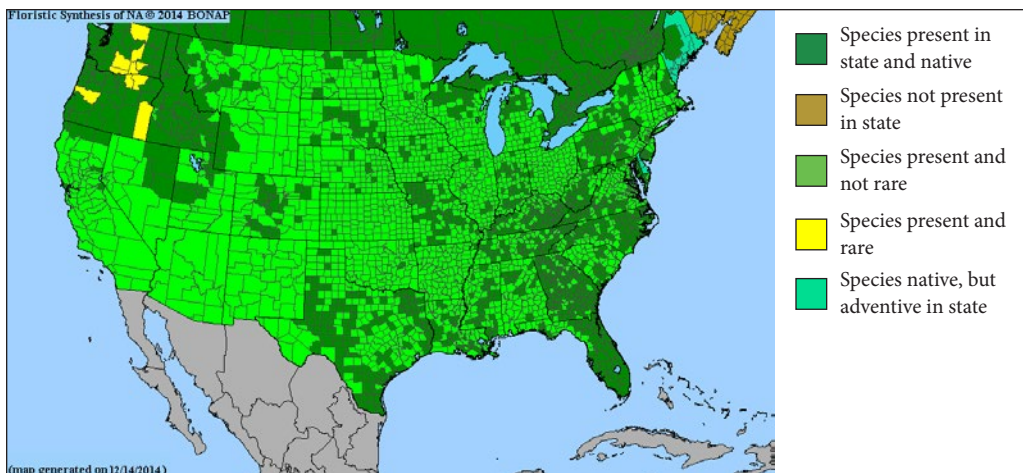 Floristic Synthesis of NA © 2014 BONAP
Species present in
state and native
Species not present
in state
Species present and
not rare
Species present and
rare
Species native, but
adventive in state
(map generated on 12/14/2014)